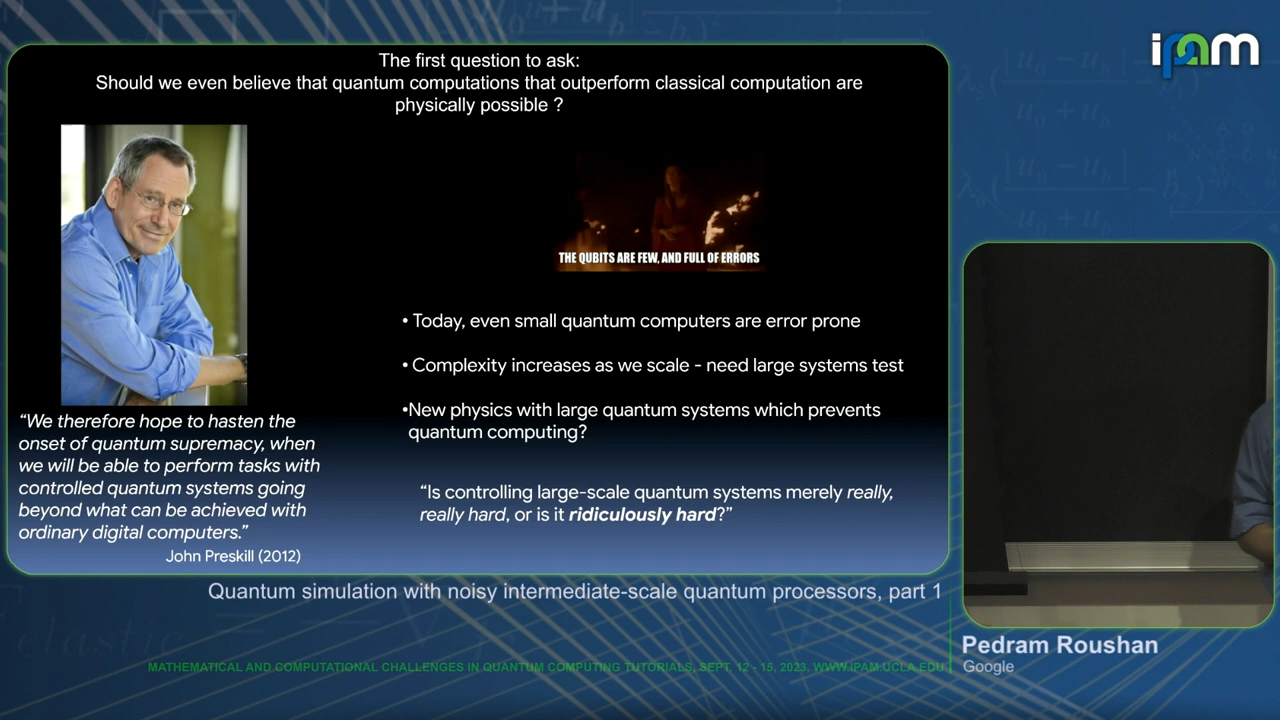 ipam
The first question to ask:
Should we even believe that quantum computations that outperform classical computation are
physically possible ?
THE QUBITS ARE FEW, AND FULL OF ERRORS
• Today, even small quantum computers are error prone
• Complexity increases as we scale - need large systems test
•New physics with large quantum systems which prevents
quantum computing?
“Is controlling large-scale quantum systems merely really,
really hard, or is it ridiculously hard?”
“We therefore hope to hasten the
onset of quantum supremacy, when
we will be able to perform tasks with
controlled quantum systems going
beyond what can be achieved with
ordinary digital computers.”
John Preskill (2012)
Quantum simulation with noisy intermediate-scale quantum processors, part 1
Pedram Roushan
Google
MATHEMATICAL AND COMPUTATIONAL CHALLENGES IN QUANTUM COMPUTING TUTORIALS, SEPT. 12 - 15, 2023, WWW.IPAM.UCLA.EDU